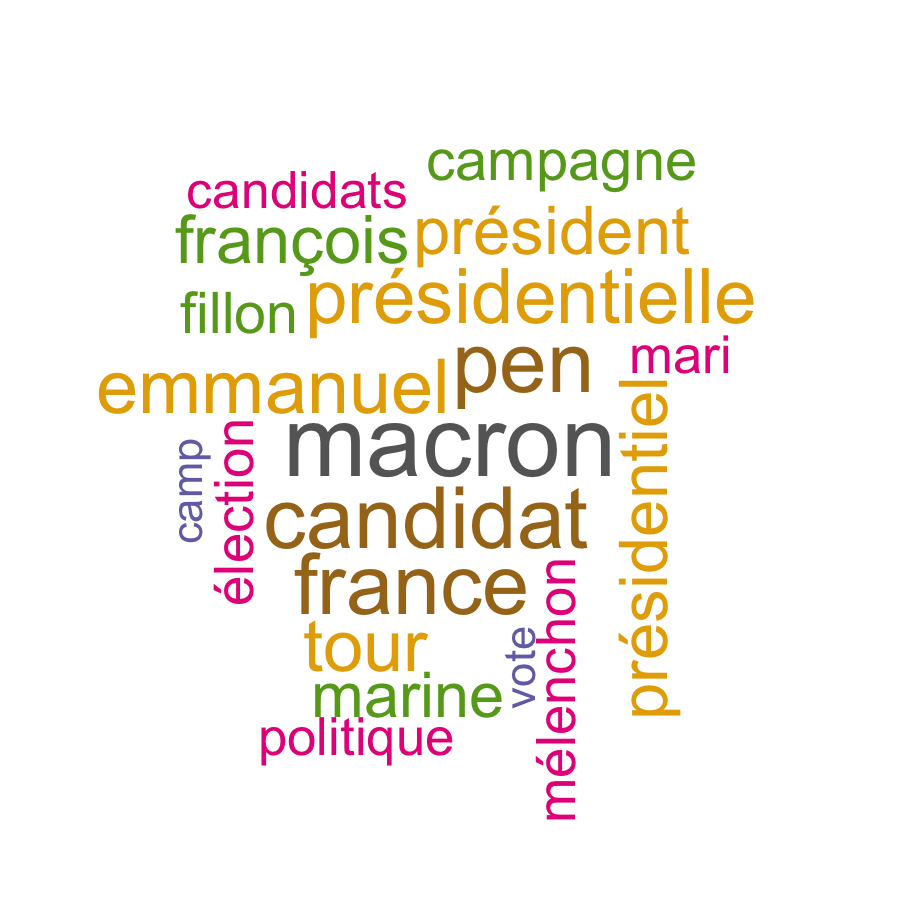 campagne
candidats
président
françois
présidentielle
fillon
mari
pen
emmanuel
présidentiel
macron
camp
élection
candidat
france
mélenchon
tour
vote
marine
politique